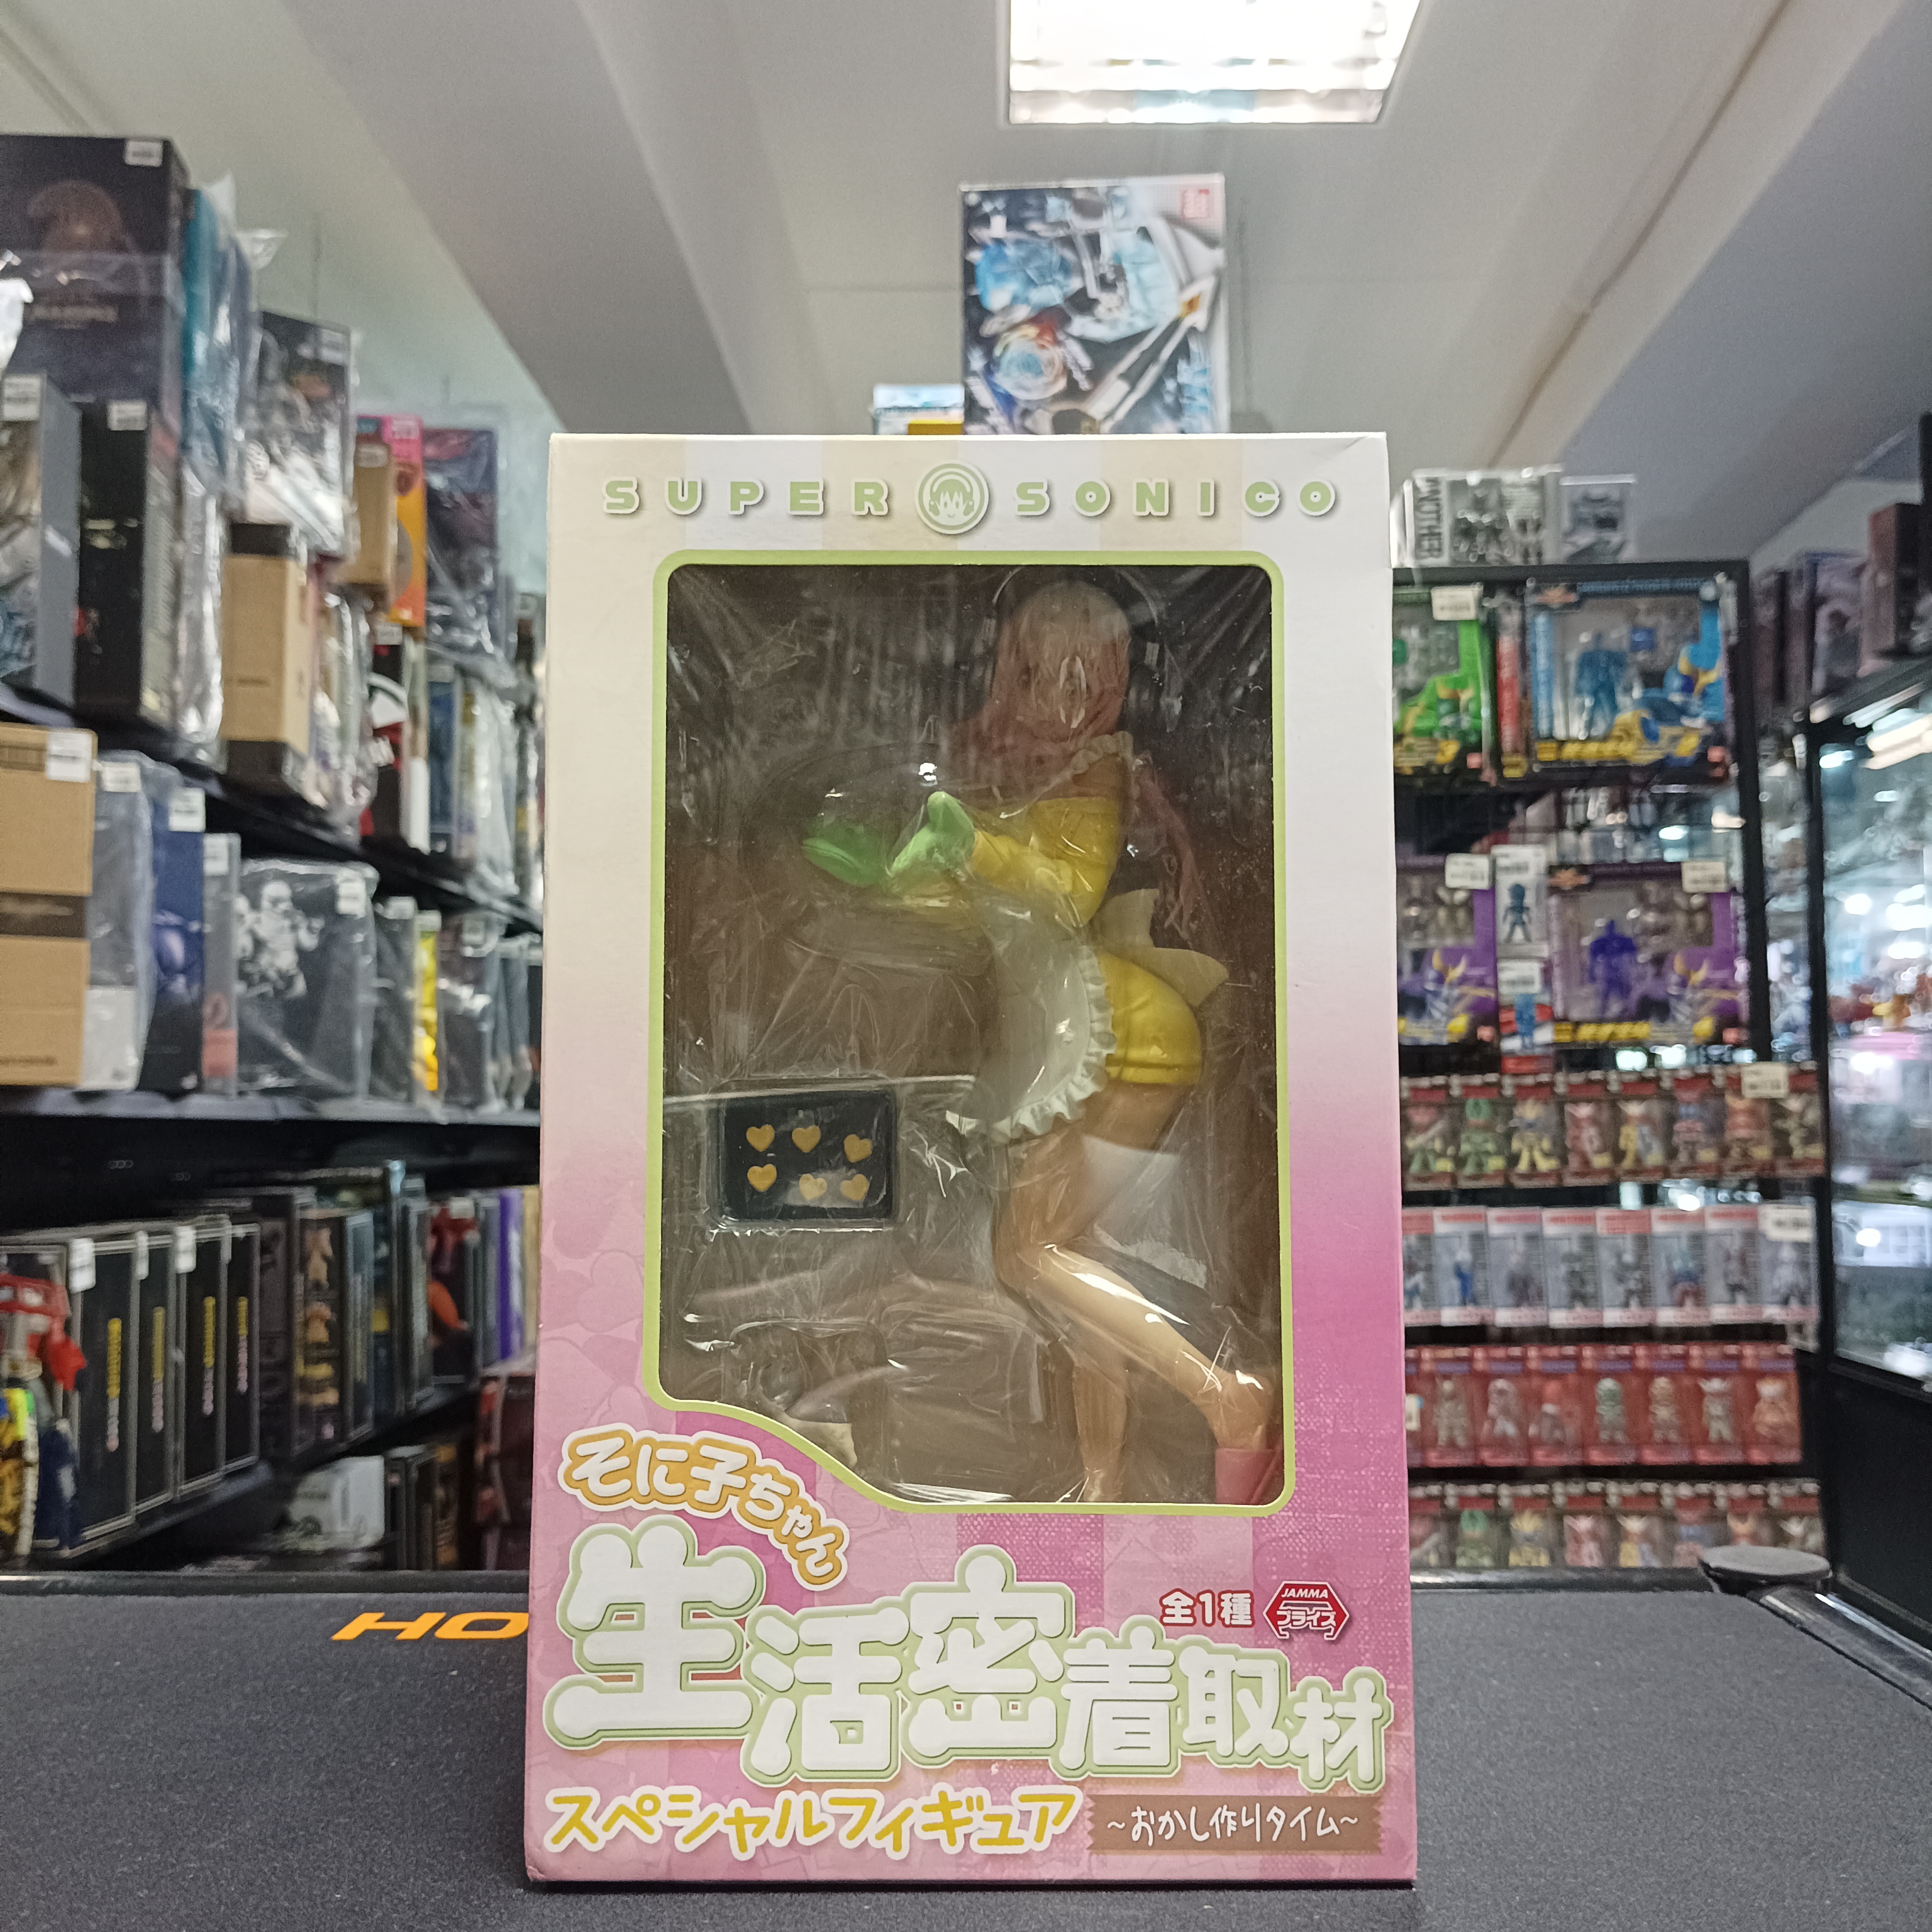 SUPER SONICO
そに子ちゃん
生活密着取材
全1種
JAMMA
プライズ
スペシャルフィギュア
~おかし作りタイム~
HO